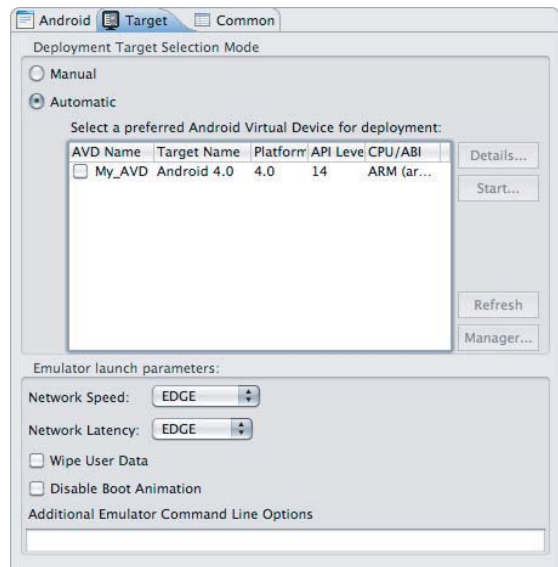 Android Target Common
Deployment Target Selection Mode
Manual
Automatic
Select a preferred Android Virtual Device for deployment:
AVD Name Target Name Platform API Leve CPU/ABI
My_AVD Android 4.0 4.0 14 ARM (ar...
Details...
Start...
Refresh
Manager...
Emulator launch parameters:
Network Speed: EDGE
Network Latency: EDGE
Wipe User Data
Disable Boot Animation
Additional Emulator Command Line Options